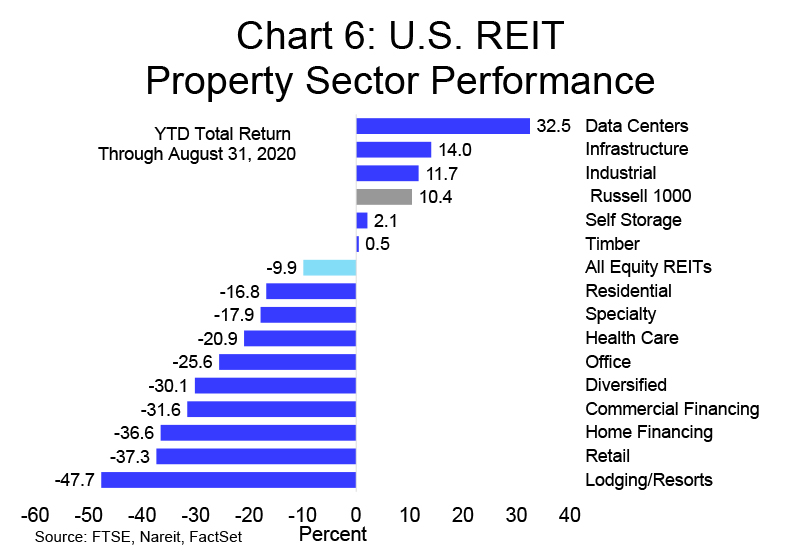 Chart 6: U.S. REIT
Property Sector Performance
YTD Total Return
Through August 31, 2020
32.5 Data Centers
14.0 Infrastructure
11.7 Industrial
10.4 Russell 1000
2.1 Self Storage
0.5 Timber
-9.9 All Equity REITs
-16.8 Residential
-17.9 Specialty
-20.9 Health Care
-25.6 Office
-30.1 Diversified
-31.6 Commercial Financing
-36.6 Home Financing
-37.3 Retail
-47.7 Lodging/Resorts
-60 -50 -40 -30 -20 -10 0 10 20 30 40
Percent
Source: FTSE, Nareit, FactSet